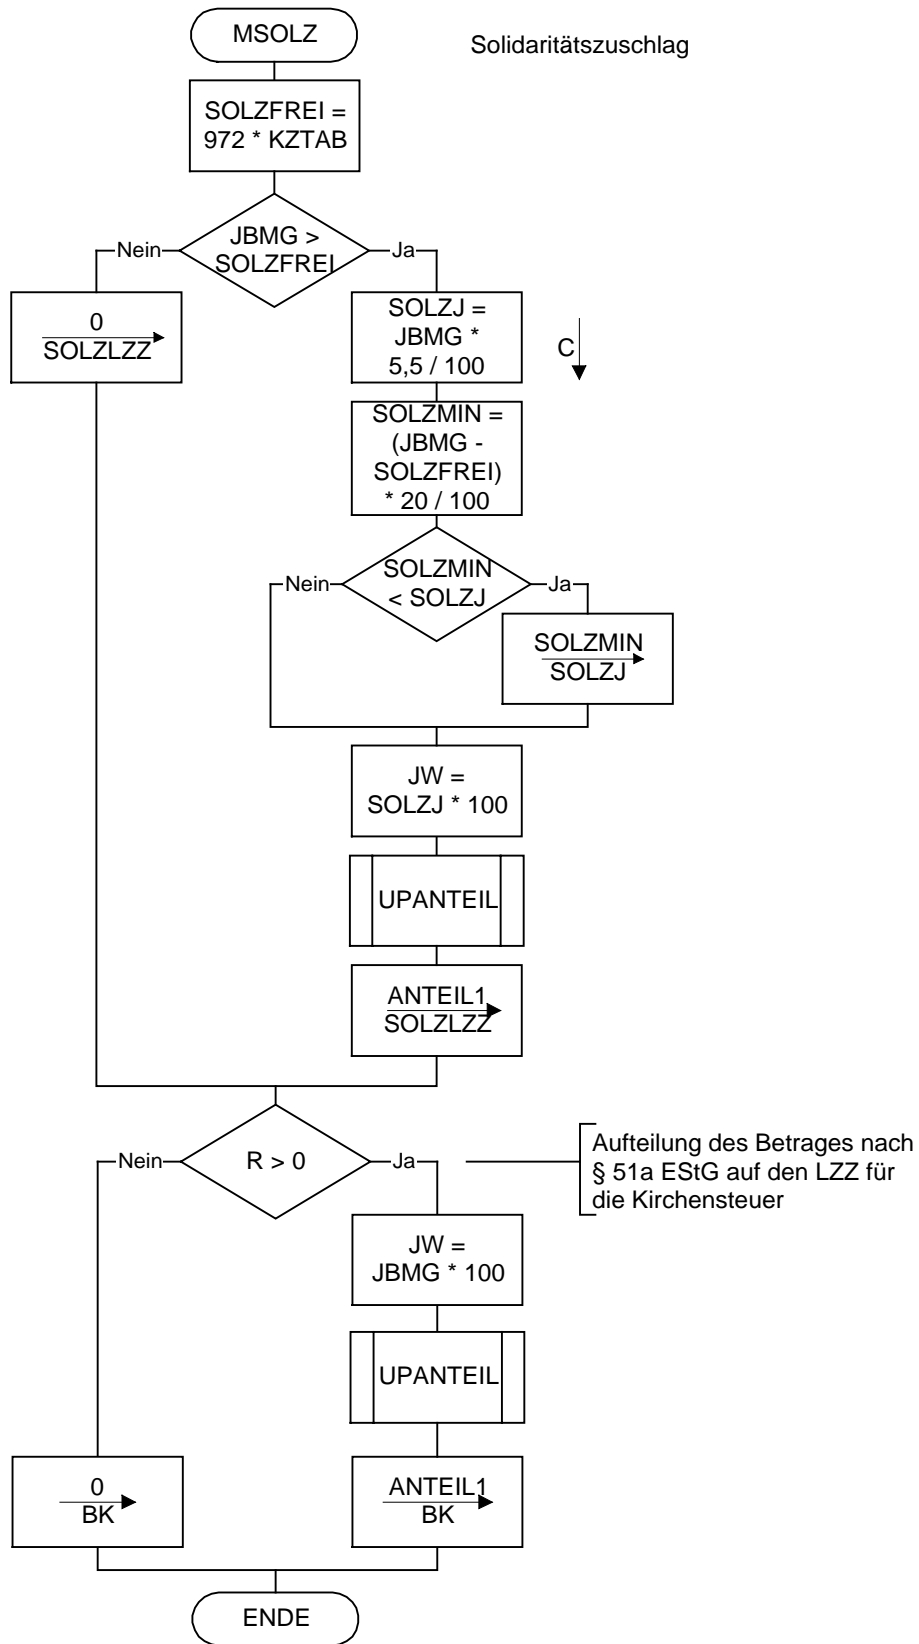 MSOLZ
Solidaritätszuschlag
SOLZFREI =
972 * KZTAB
JBMG >
SOLZFREI
Nein
Ja
0
SOLZLZZ
SOLZJ =
JBMG *
5,5 / 100
C
SOLZMIN =
(JBMG -
SOLZFREI)
* 20 / 100
SOLZMIN
< SOLZJ
Nein
Ja
SOLZMIN
SOLZJ
JW =
SOLZJ * 100
UPANTEIL
ANTEIL1
SOLZLZZ
R > 0
Nein
Ja
Aufteilung des Betrages nach
§ 51a EStG auf den LZZ für
die Kirchensteuer
JW =
JBMG * 100
UPANTEIL
0
BK
ANTEIL1
BK
ENDE